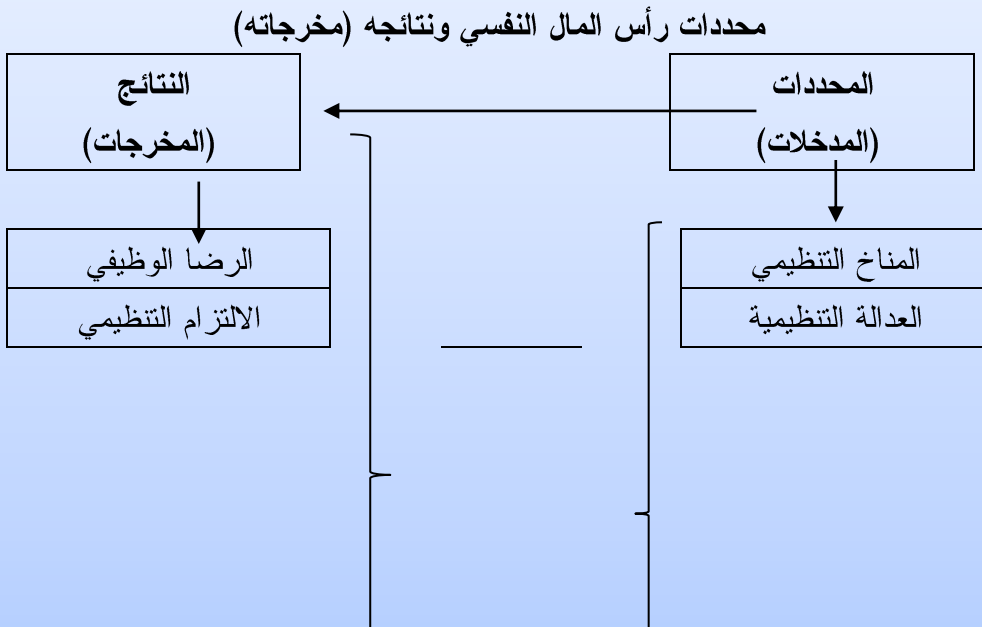 محددات رأس المال النفسي ونتائجه (مخرجاته)
المحددات
(المدخلات)
النتائج
(المخرجات)
المناخ التنظيمي
العدالة التنظيمية
الرضا الوظيفي
الالتزام التنظيمي